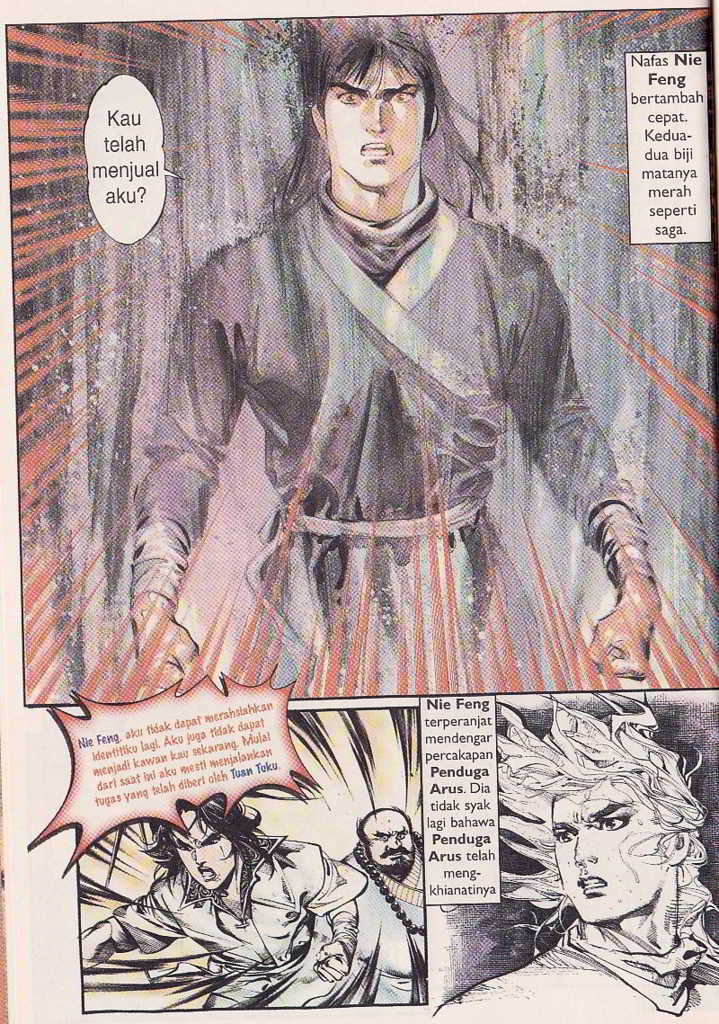 Kau
telah
menjual
aku?
Nafas Nie
Feng
bertambah
cepat.
Kedua-
dua biji
matanya
merah
seperti
saga.
Nie Feng, aku tidak dapat merahsiahkan
identitiku lagi. Aku juga tidak dapat
menjadi kawan kau sekarang. Mulai
dari saat ini aku mesti menjalankan
tugas yang telah diberi oleh Tuan Tuku.
Nie Feng
terperanjat
mendengar
percakapan
Penduga
Arus. Dia
tidak syak
lagi bahawa
Penduga
Arus telah
meng-
khianatinya